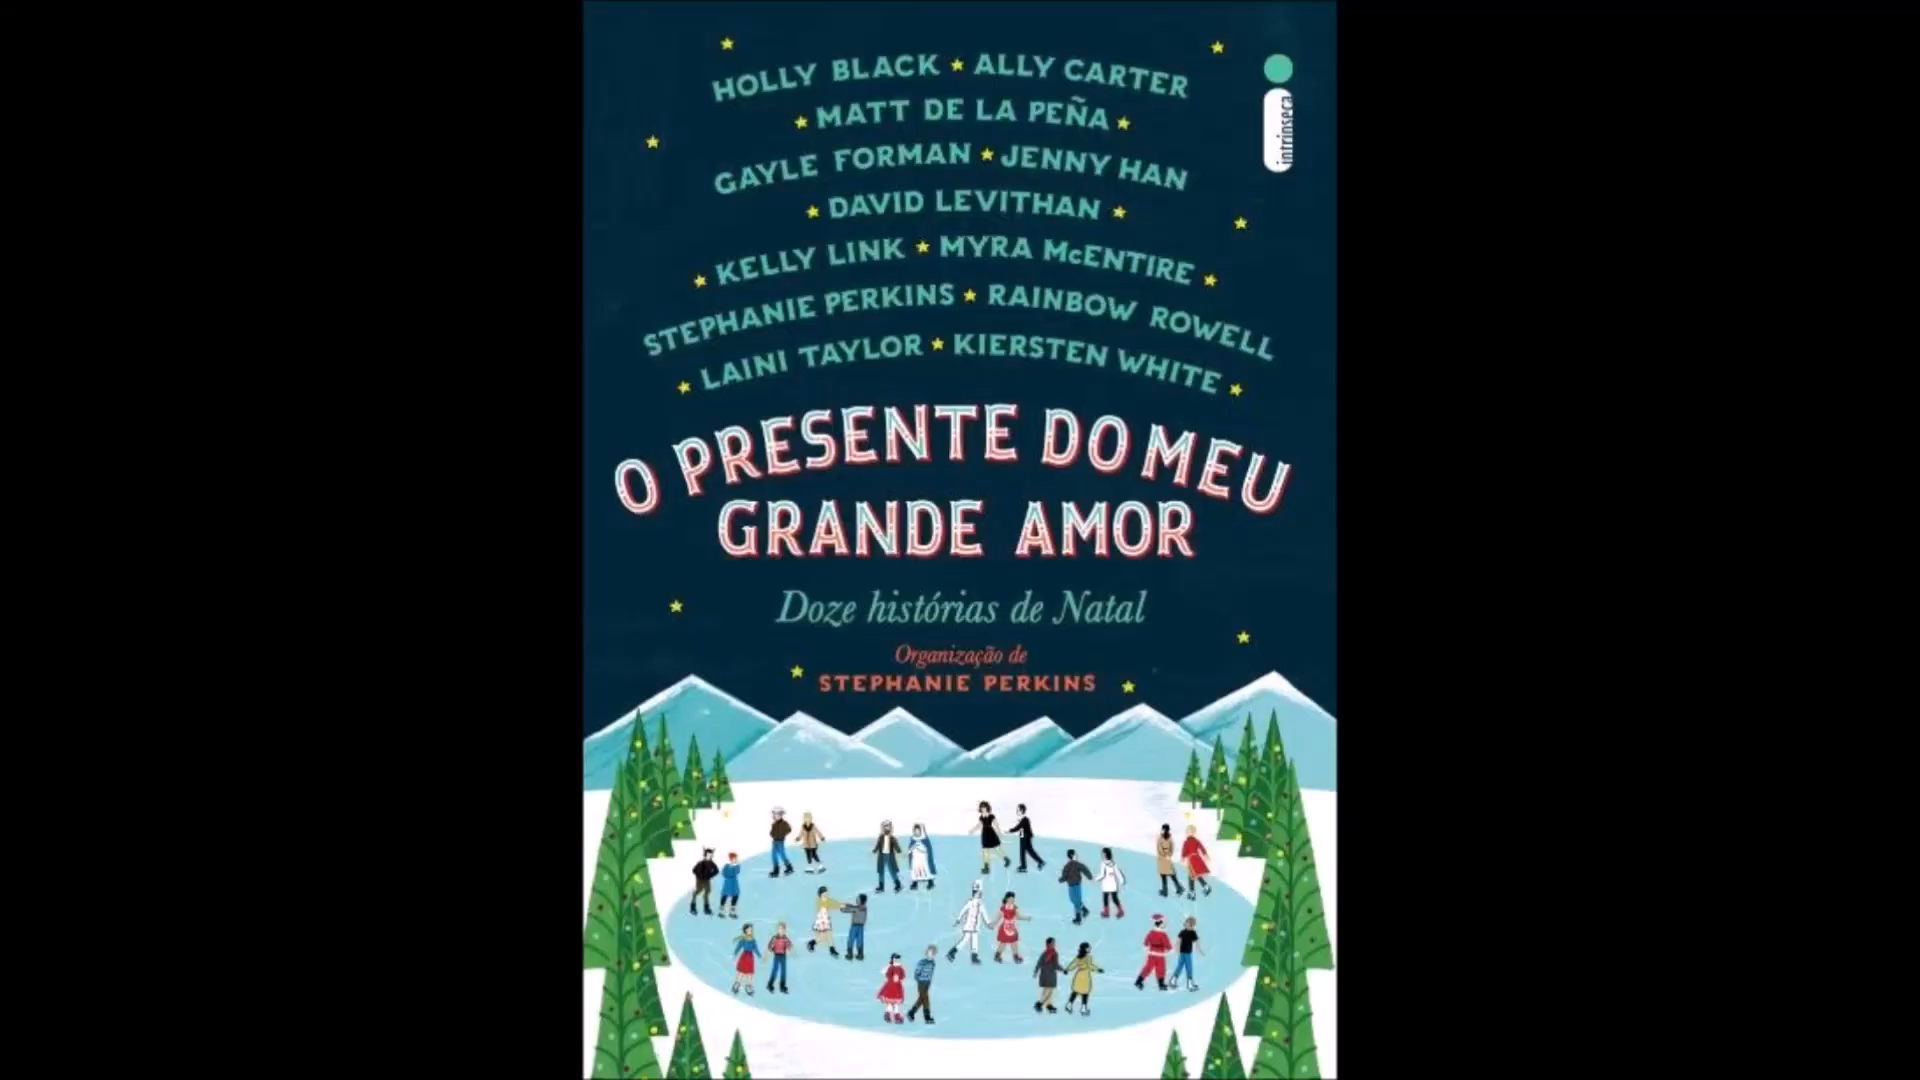 HOLLY BLACK ★ ALLY CARTER
★ MATT DE LA PEÑA ★
GAYLE FORMAN ★ JENNY HAN
★ DAVID LEVITHAN ★
★ KELLY LINK ★ MYRA McENTIRE ★
STEPHANIE PERKINS ★ RAINBOW ROWELL
★ LAINI TAYLOR ★ KIERSTEN WHITE ★
O PRESENTE DO MEU
GRANDE AMOR
Doze histórias de Natal
Organização de
STEPHANIE PERKINS
intrínseca